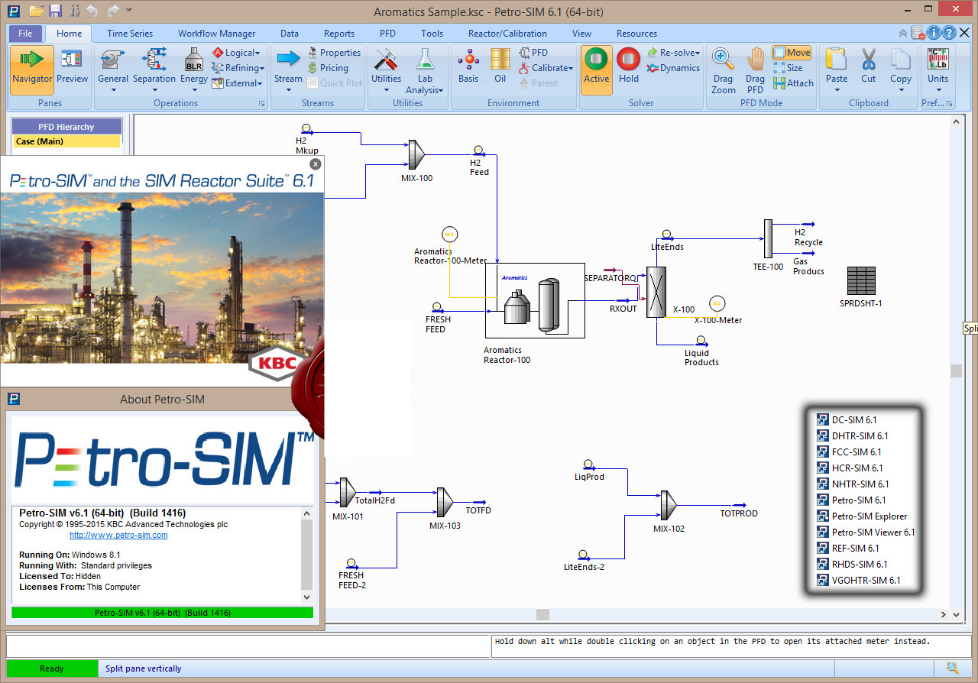 Aromatics Sample.ksc - Petro-SIM 6.1 (64-bit)
File Home Time Series Workflow Manager Data Reports PFD Tools Reactor/Calibration View Resources
Navigator Preview
Panes
General Separation Energy
BLR
Logical
Refining
External
Operations
Stream
Properties
Pricing
Quick Plot
Streams
Utilities
Lab
Analysis
Utilities
Basis Oil
PFD
Calibrate
Parent
Environment
Active Hold
Re-solve
Dynamics
Solver
Drag
Zoom
Drag
PFD
Move
Size
Attach
PFD Mode
Paste Cut Copy
Clipboard
Units
Pref...
PFD Hierarchy
Case (Main)
Petro-SIM™ and the SIM Reactor Suite™ 6.1
KBC
About Petro-SIM
Petro-SIM™
Petro-SIM v6.1 (64-bit) (Build 1416)
Copyright © 1995-2015 KBC Advanced Technologies plc
http://www.petro-sim.com
Running On: Windows 8.1
Running With: Standard privileges
Licensed To: Hidden
Licenses From: This Computer
Petro-SIM v6.1 (64-bit) (Build 1416)
H2
Mkup
MIX-100
H2
Feed
Aromatics
Reactor-100-Meter
FRESH
FEED
Aromatics
Aromatics
Reactor-100
SEPARATORQ
RXOUT
LiteEnds
X-100
X-100-Meter
Liquid
Products
TEE-100
H2
Recycle
Gas
Producs
SPRDSHT-1
Spli
MIX-101
TotalH2Fd
MIX-103
TOTFD
FRESH
FEED-2
LiqProd
LiteEnds-2
MIX-102
TOTPROD
DC-SIM 6.1
DHTR-SIM 6.1
FCC-SIM 6.1
HCR-SIM 6.1
NHTR-SIM 6.1
Petro-SIM 6.1
Petro-SIM Explorer
Petro-SIM Viewer 6.1
REF-SIM 6.1
RHDS-SIM 6.1
VGOHTR-SIM 6.1
Hold down alt while double clicking on an object in the PFD to open its attached meter instead.
Ready
Split pane vertically